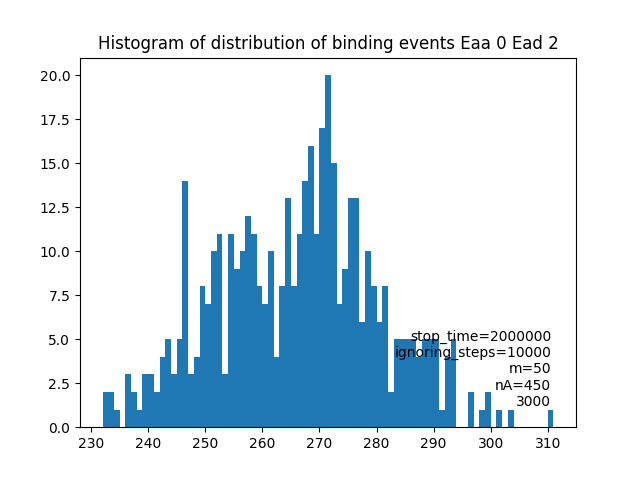 Histogram of distribution of binding events Eaa 0 Ead 2
20.0
17.5
15.0
12.5
10.0
7.5
5.0
2.5
0.0
stop_time=2000000
ignoring_steps=10000
m=50
nA=450
3000
230 240 250 260 270 280 290 300 310